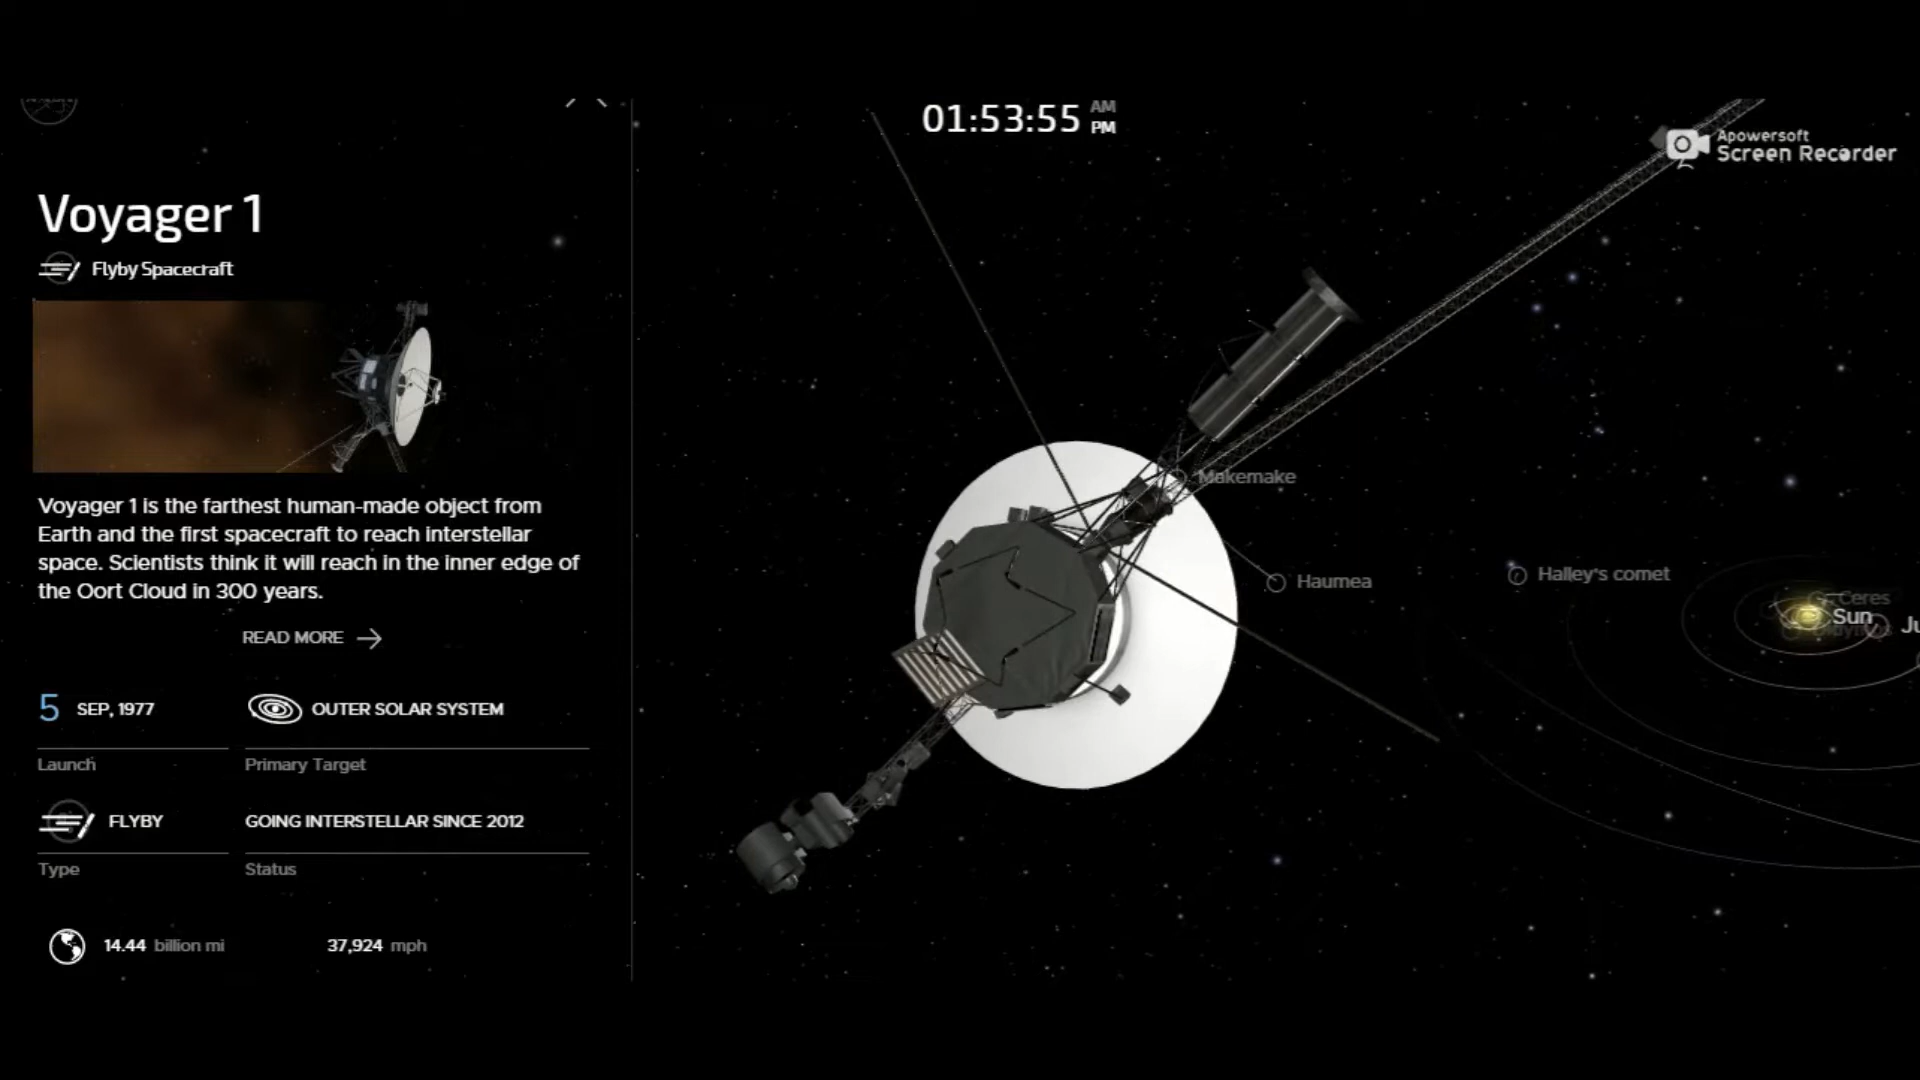 01:53:55 AM PM
Apowersoft
Screen Recorder
Voyager 1
Flyby Spacecraft
Voyager 1 is the farthest human-made object from
Earth and the first spacecraft to reach interstellar
space. Scientists think it will reach in the inner edge of
the Oort Cloud in 300 years.
READ MORE
5 SEP, 1977
Launch
OUTER SOLAR SYSTEM
Primary Target
FLYBY
Type
GOING INTERSTELLAR SINCE 2012
Status
14.44 billion mi
37,924 mph
Makemake
Haumea
Halley's comet
Ceres
Sun